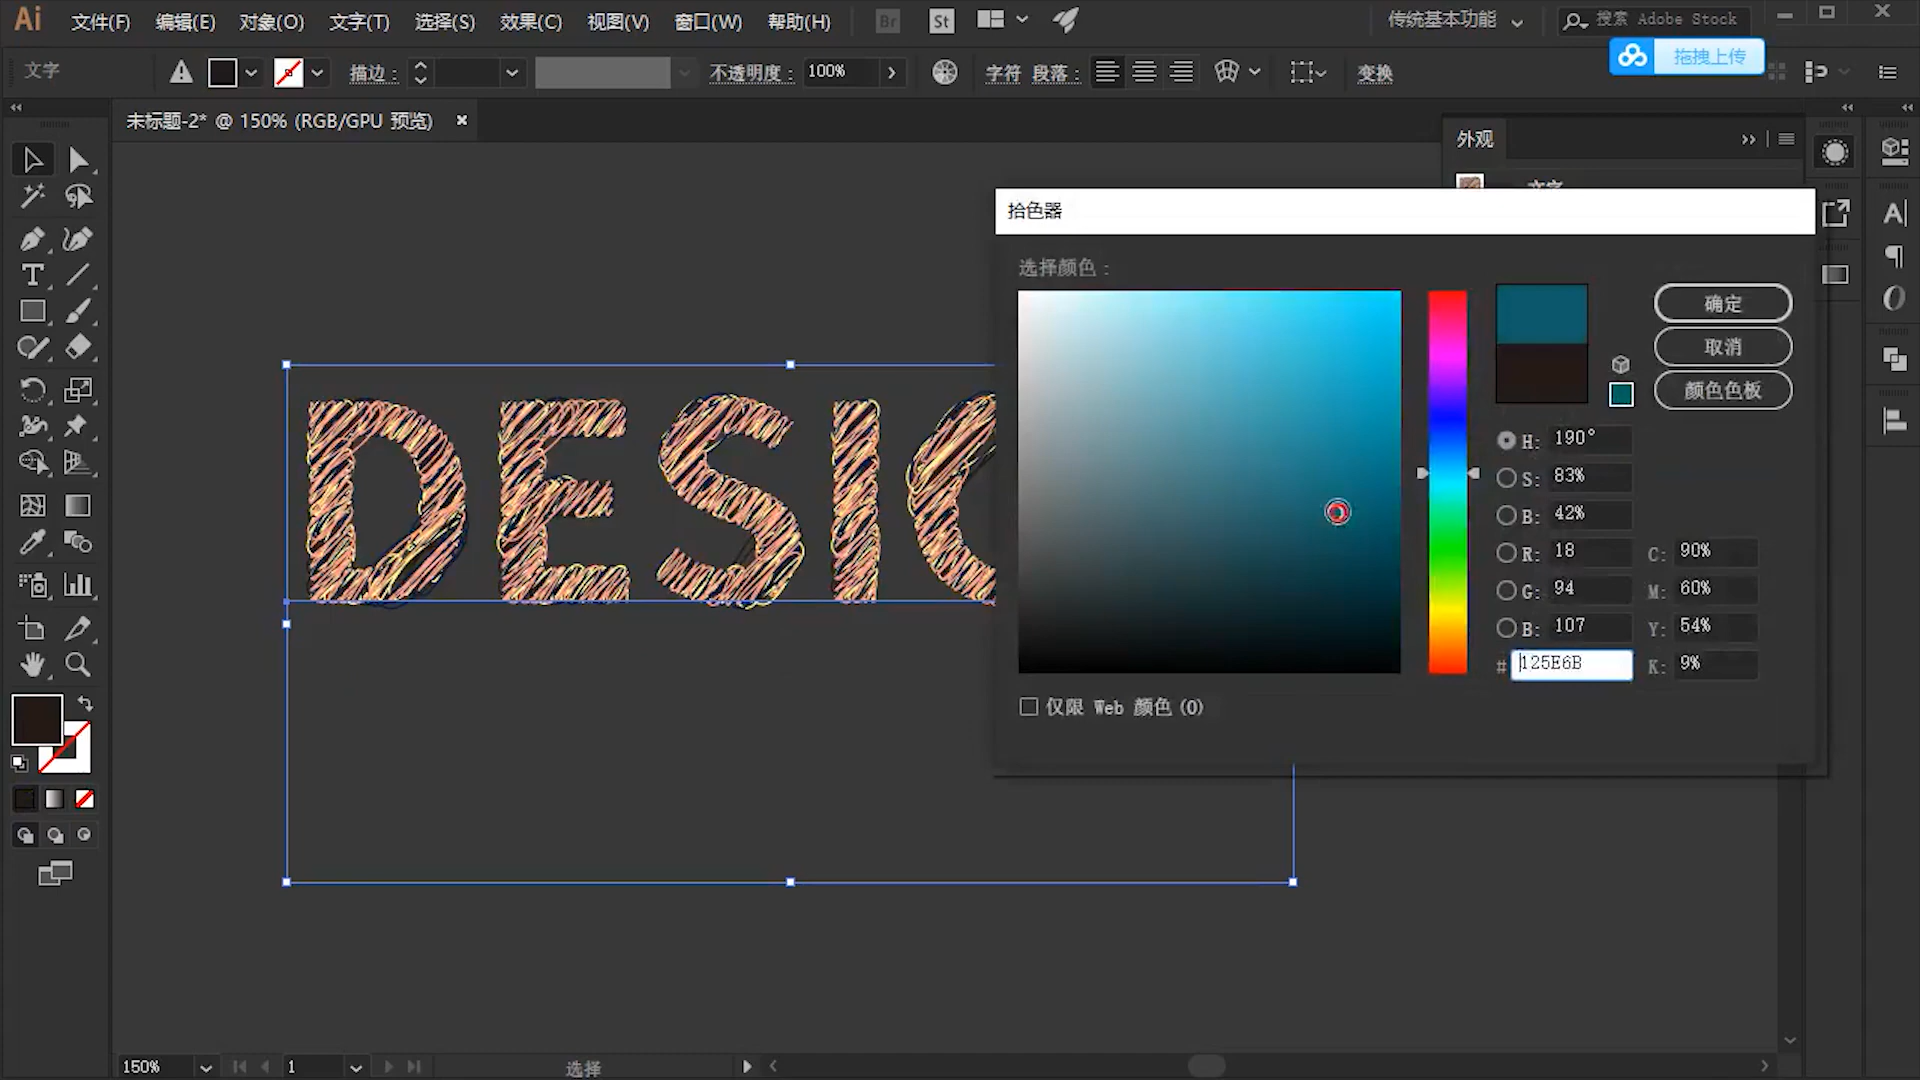 Ai 文件(F) 编辑(E) 对象(O) 文字(T) 选择(S) 效果(C) 视图(V) 窗口(W) 帮助(H) Br St 传统基本功能 搜索 Adobe Stock
文字 描边： 不透明度： 100% 字符 段落： 变换 拖拽上传
未标题-2* @ 150% (RGB/GPU 预览)
外观
文字
拾色器
选择颜色：
确定
取消
颜色色板
H: 190°
S: 83%
B: 42%
R: 18 C: 90%
G: 94 M: 60%
B: 107 Y: 54%
# 125E6B K: 9%
仅限 Web 颜色 (O)
DESIG
150% 1 选择